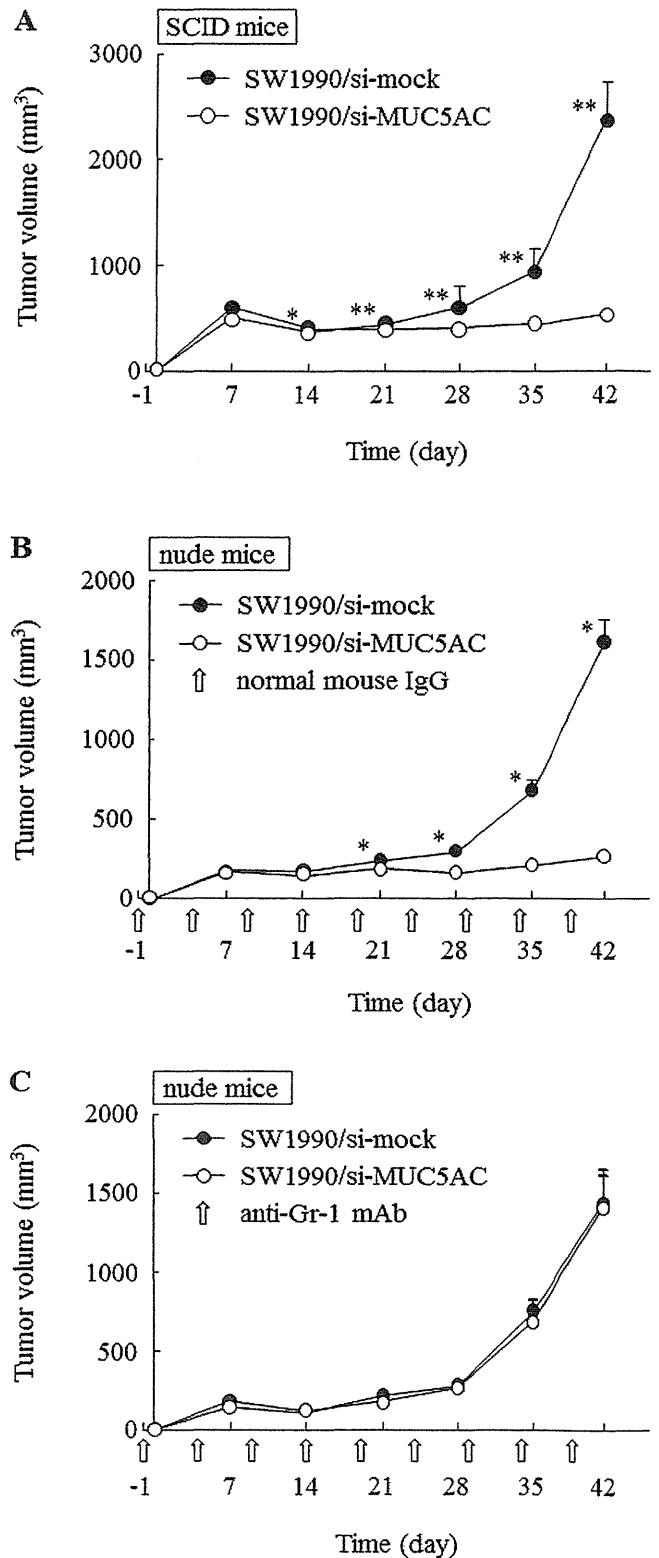 A
SCID mice
3000
SW1990/si-mock
SW1990/si-MUC5AC
**
2000
Tumor volume (mm³)
1000
**
**
**
*
0
-1 7 14 21 28 35 42
Time (day)
B
nude mice
2000
SW1990/si-mock
SW1990/si-MUC5AC
⇧ normal mouse IgG
*
1500
Tumor volume (mm³)
1000
*
500
*
*
0
-1 7 14 21 28 35 42
Time (day)
C
nude mice
2000
SW1990/si-mock
SW1990/si-MUC5AC
⇧ anti-Gr-1 mAb
1500
Tumor volume (mm³)
1000
500
0
-1 7 14 21 28 35 42
Time (day)